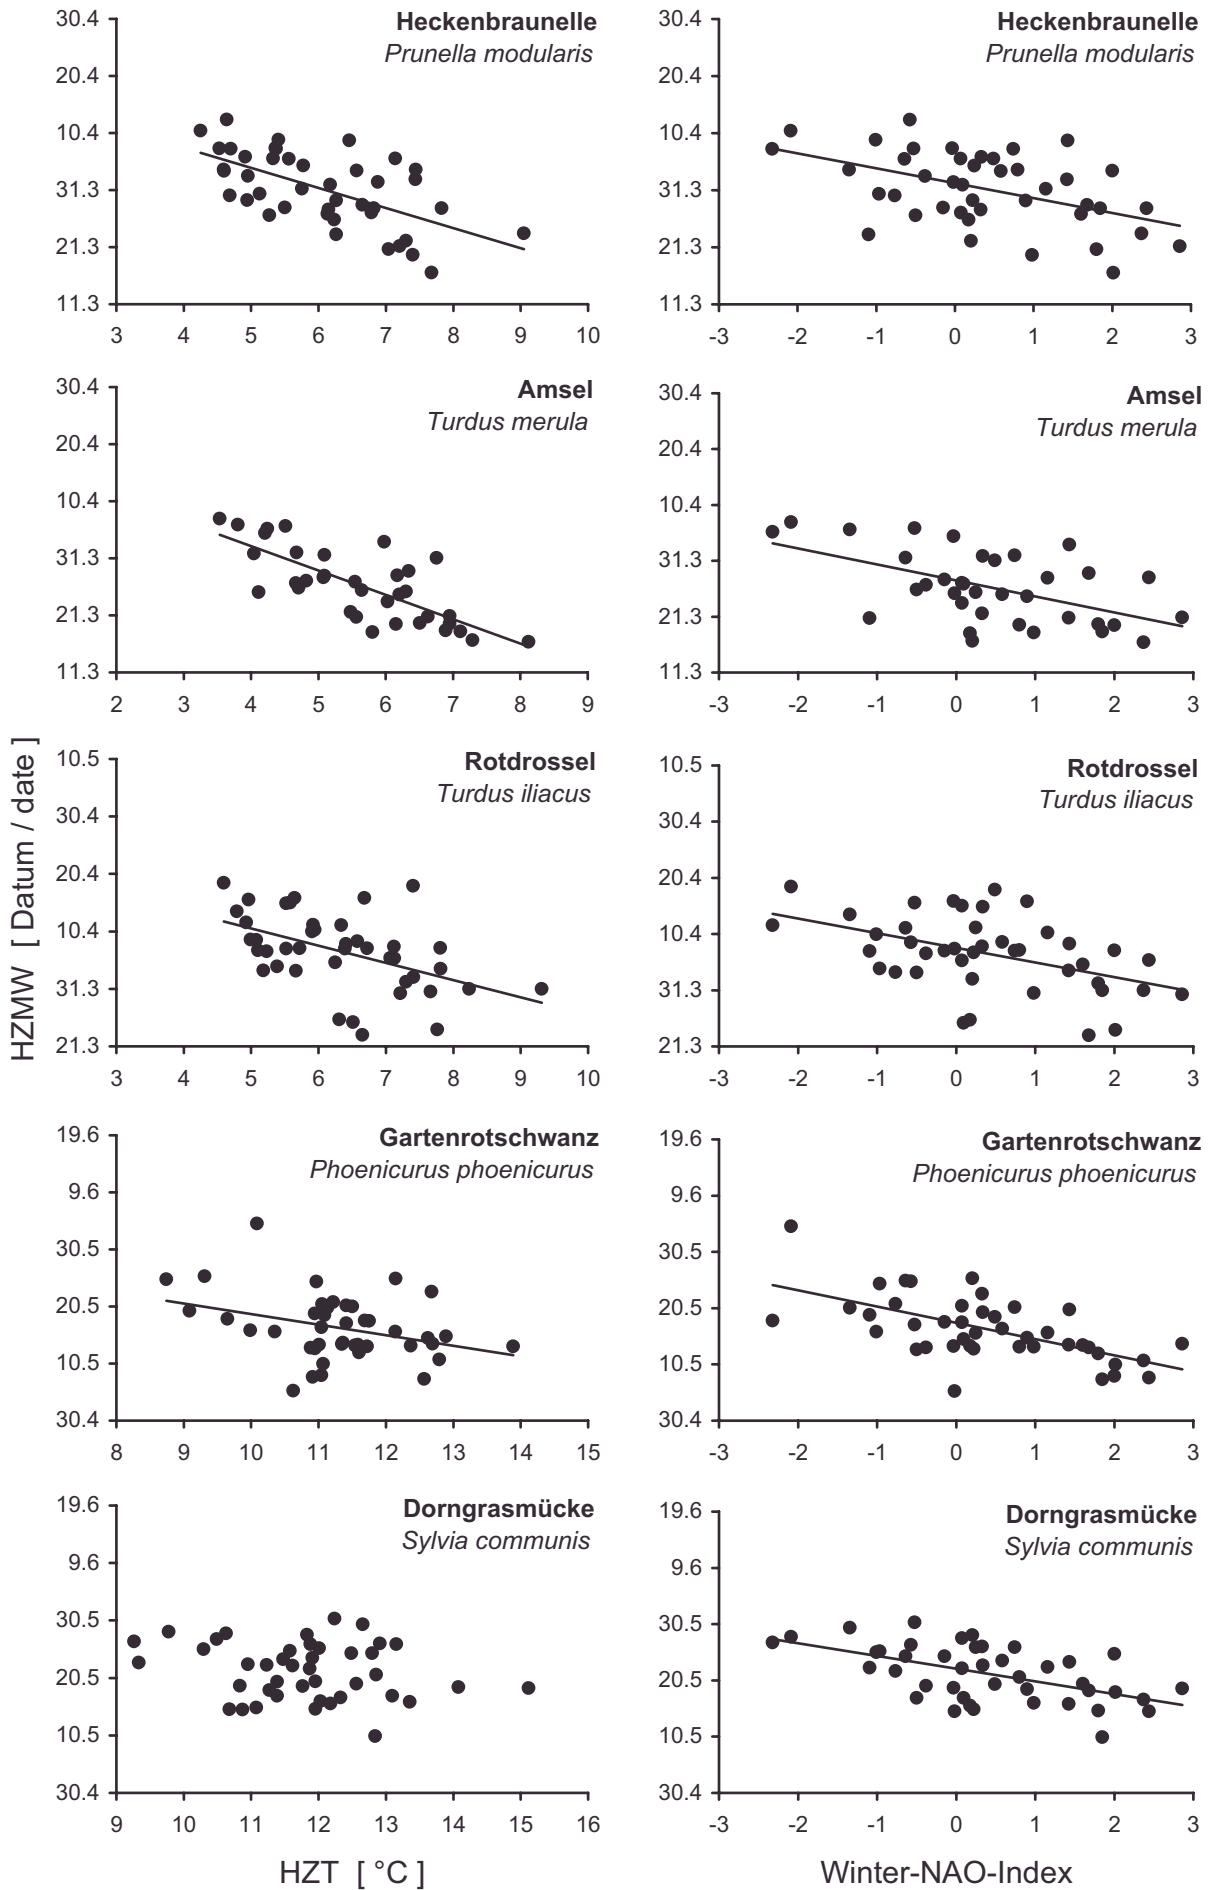 30.4
20.4
10.4
31.3
21.3
11.3
3 4 5 6 7 8 9 10
Heckenbraunelle
Prunella modularis
30.4
20.4
10.4
31.3
21.3
11.3
-3 -2 -1 0 1 2 3
Heckenbraunelle
Prunella modularis
30.4
20.4
10.4
31.3
21.3
11.3
2 3 4 5 6 7 8 9
Amsel
Turdus merula
30.4
20.4
10.4
31.3
21.3
11.3
-3 -2 -1 0 1 2 3
Amsel
Turdus merula
HZMW [ Datum / date ]
10.5
30.4
20.4
10.4
31.3
21.3
3 4 5 6 7 8 9 10
Rotdrossel
Turdus iliacus
10.5
30.4
20.4
10.4
31.3
21.3
-3 -2 -1 0 1 2 3
Rotdrossel
Turdus iliacus
19.6
9.6
30.5
20.5
10.5
30.4
8 9 10 11 12 13 14 15
Gartenrotschwanz
Phoenicurus phoenicurus
19.6
9.6
30.5
20.5
10.5
30.4
-3 -2 -1 0 1 2 3
Gartenrotschwanz
Phoenicurus phoenicurus
19.6
9.6
30.5
20.5
10.5
30.4
9 10 11 12 13 14 15 16
Dorngrasmücke
Sylvia communis
19.6
9.6
30.5
20.5
10.5
30.4
-3 -2 -1 0 1 2 3
Dorngrasmücke
Sylvia communis
HZT [ °C ]
Winter-NAO-Index